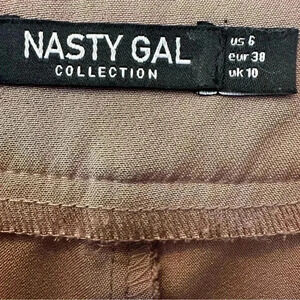 NASTY GAL
COLLECTION
us 6
eur 38
uk 10